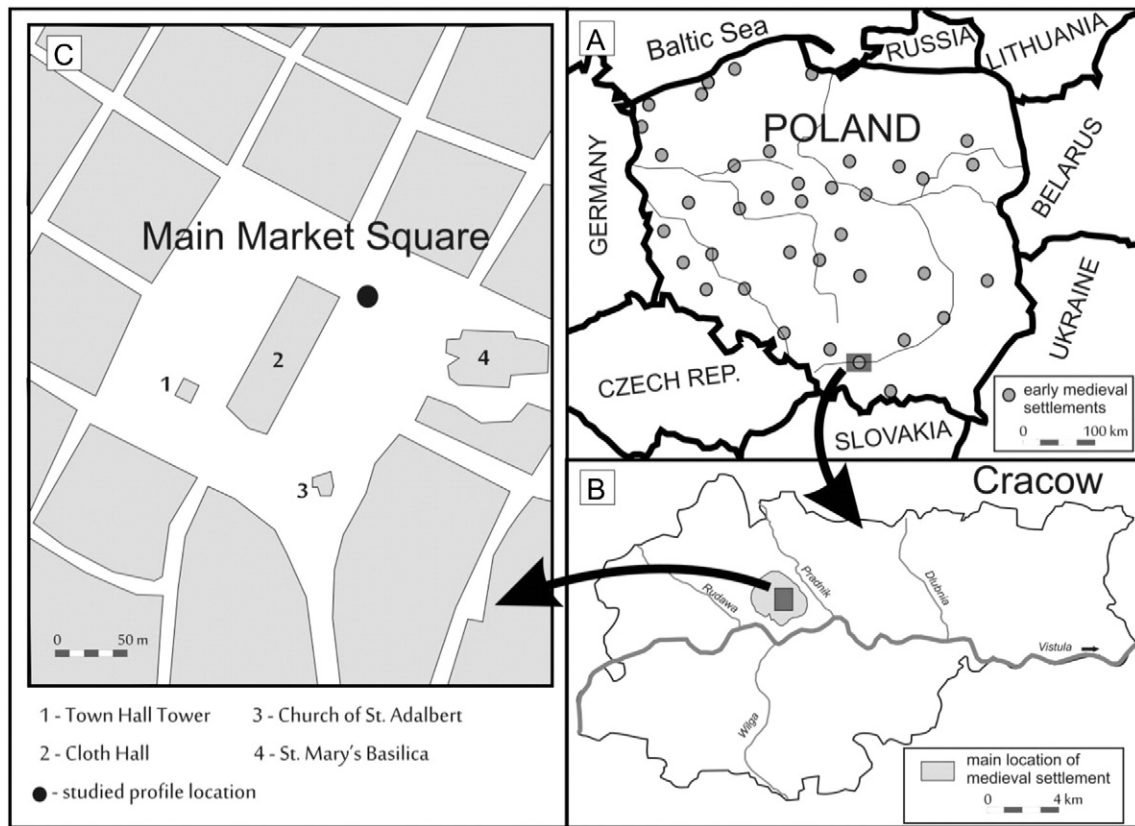 C
Main Market Square
1
2
3
4
0 50 m
1 - Town Hall Tower
3 - Church of St. Adalbert
2 - Cloth Hall
4 - St. Mary's Basilica
- studied profile location
A
Baltic Sea
RUSSIA
LITHUANIA
POLAND
GERMANY
BELARUS
UKRAINE
CZECH REP.
SLOVAKIA
early medieval
settlements
0 100 km
B
Cracow
Rudawa
Prądnik
Dłubnia
Vistula
Wilga
main location of
medieval settlement
0 4 km